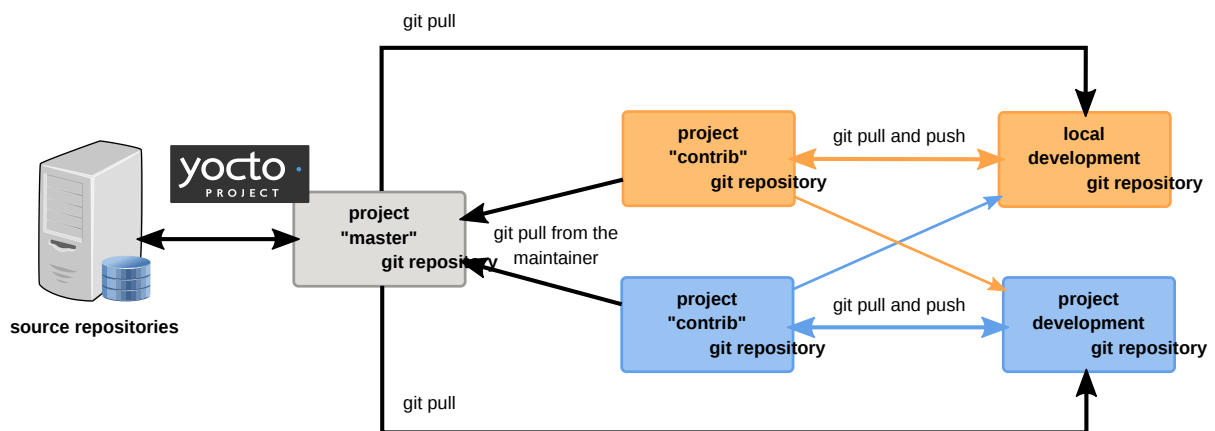 git pull
yocto
PROJECT
project
"contrib"
git repository
git pull and push
local
development
git repository
project
"master"
git repository
git pull from the
maintainer
source repositories
project
"contrib"
git repository
git pull and push
project
development
git repository
git pull